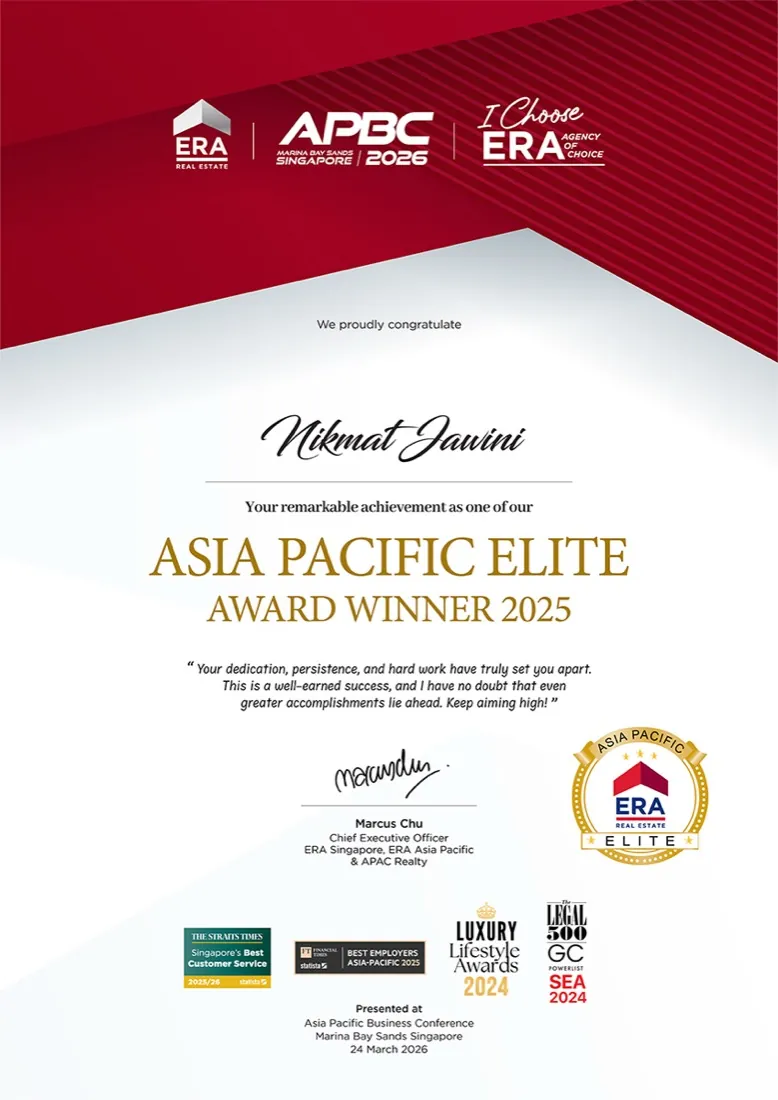 ERA
REAL ESTATE
APBC
MARINA BAY SANDS
SINGAPORE | 2026
I Choose
ERA AGENCY OF CHOICE
We proudly congratulate
Nikmat Jawini
Your remarkable achievement as one of our
ASIA PACIFIC ELITE
AWARD WINNER 2025
“ Your dedication, persistence, and hard work have truly set you apart.
This is a well-earned success, and I have no doubt that even
greater accomplishments lie ahead. Keep aiming high! ”
Marcus Chu
Chief Executive Officer
ERA Singapore, ERA Asia Pacific
& APAC Realty
ASIA PACIFIC
ERA
REAL ESTATE
ELITE
THE STRAITS TIMES
Singapore's Best
Customer Service
2025/26 statista
FT FINANCIAL
TIMES
statista
BEST EMPLOYERS
ASIA-PACIFIC 2025
LUXURY
Lifestyle
Awards
2024
The
LEGAL
500
GC
POWERLIST
SEA
2024
Presented at
Asia Pacific Business Conference
Marina Bay Sands Singapore
24 March 2026